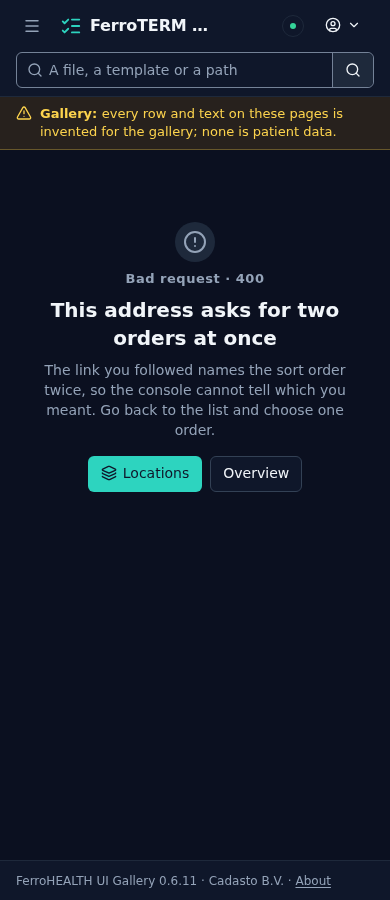 FerroTERM ...
A file, a template or a path
Gallery: every row and text on these pages is
invented for the gallery; none is patient data.
Bad request · 400
This address asks for two
orders at once
The link you followed names the sort order
twice, so the console cannot tell which you
meant. Go back to the list and choose one
order.
Locations
Overview
FerroHEALTH UI Gallery 0.6.11 · Cadasto B.V. · About